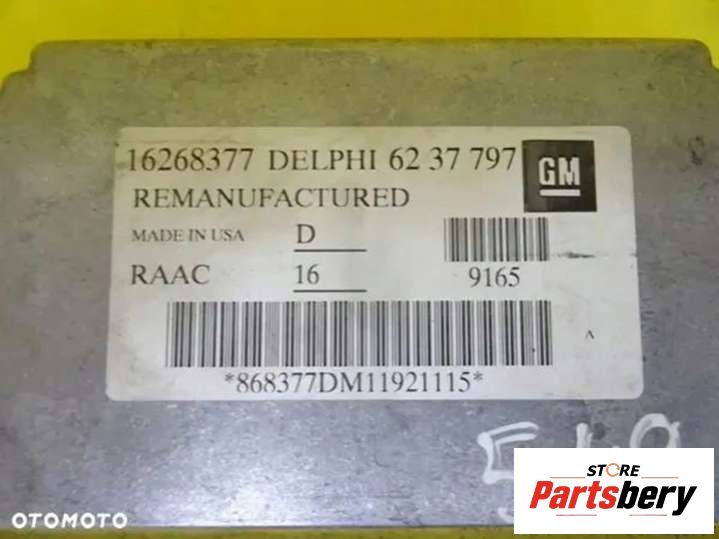 16268377 DELPHI 62 37 797 GM
REMANUFACTURED
MADE IN USA D
RAAC 16 9165
A
*868377DM11921115*
STORE
Partsbery
OTOMOTO